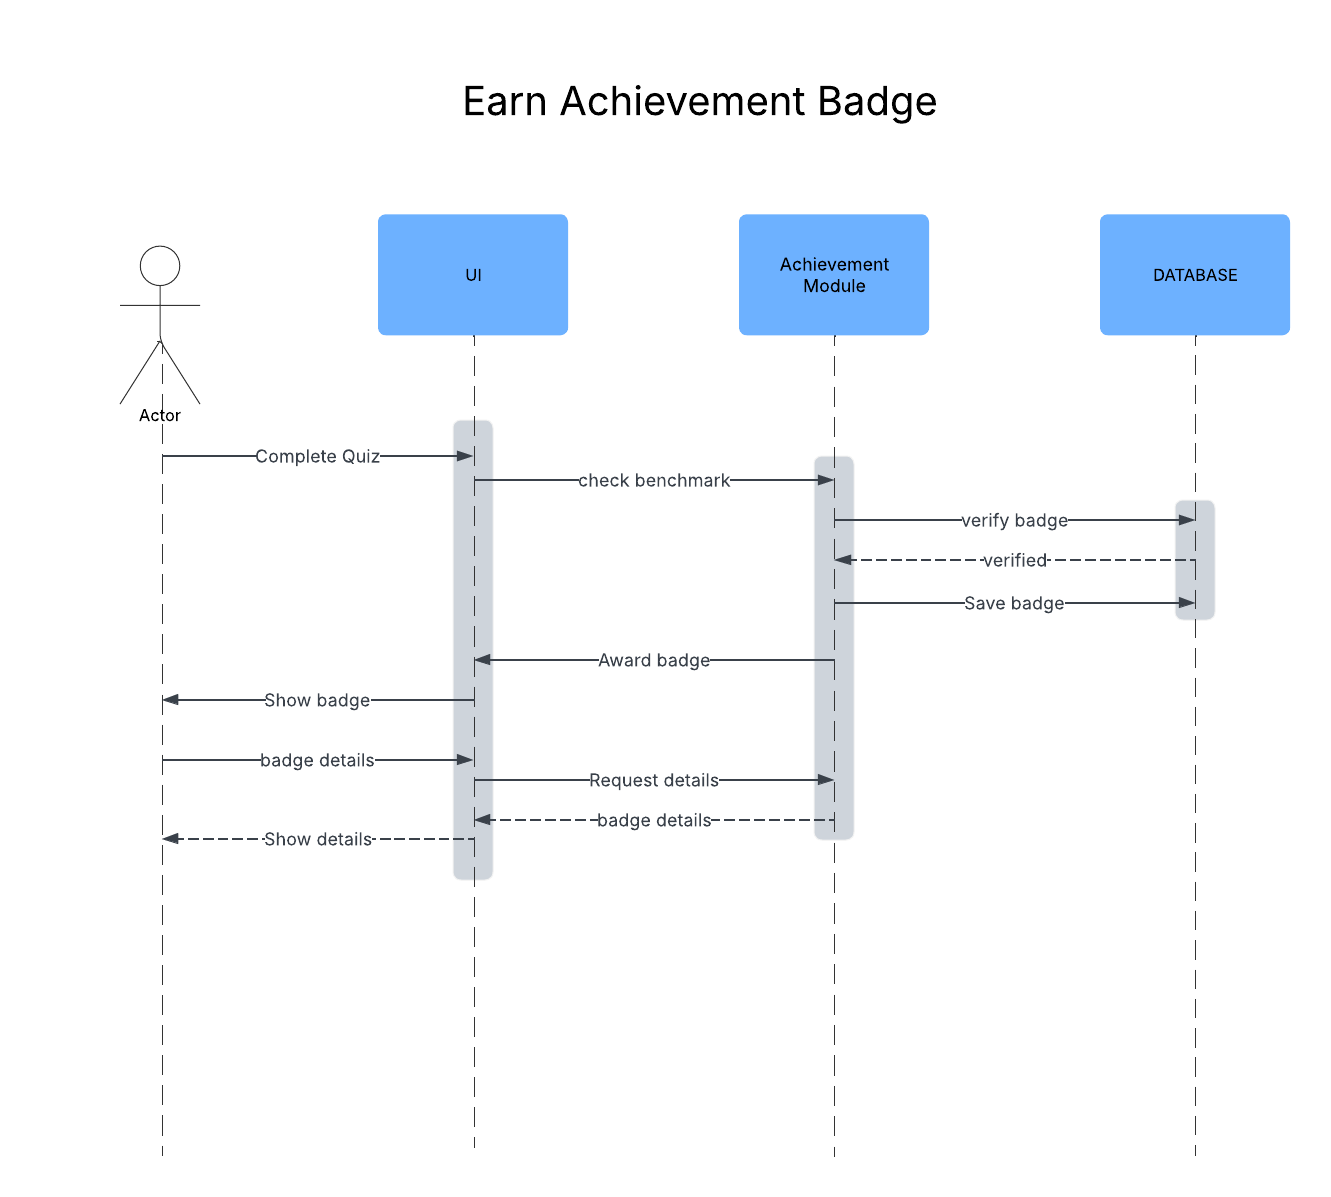 Earn Achievement Badge
UI
Achievement
Module
DATABASE
Actor
Complete Quiz
check benchmark
verify badge
verified
Save badge
Award badge
Show badge
badge details
Request details
badge details
Show details